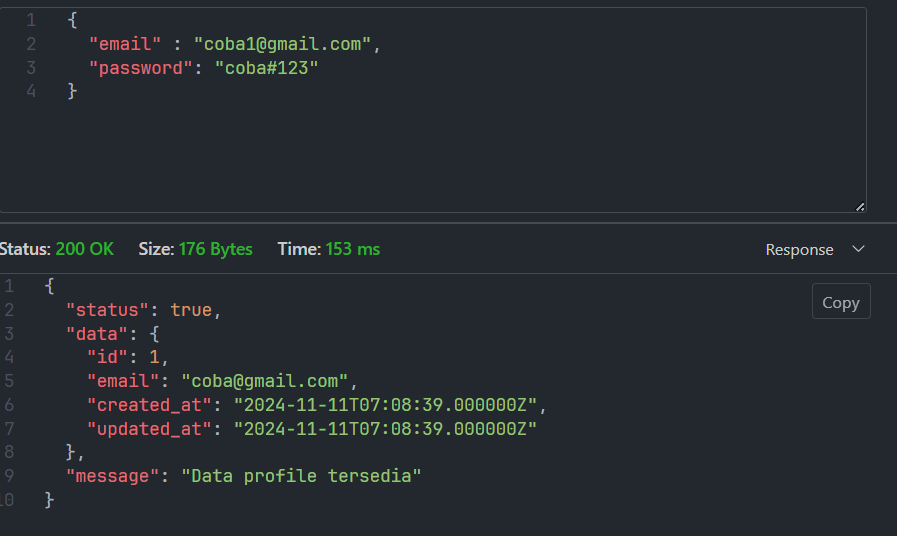 1 {
2 "email" : "coba1@gmail.com",
3 "password": "coba#123"
4 }
Status: 200 OK Size: 176 Bytes Time: 153 ms Response
1 {
Copy
2 "status": true,
3 "data": {
4 "id": 1,
5 "email": "coba@gmail.com",
6 "created_at": "2024-11-11T07:08:39.000000Z",
7 "updated_at": "2024-11-11T07:08:39.000000Z"
8 },
9 "message": "Data profile tersedia"
10 }